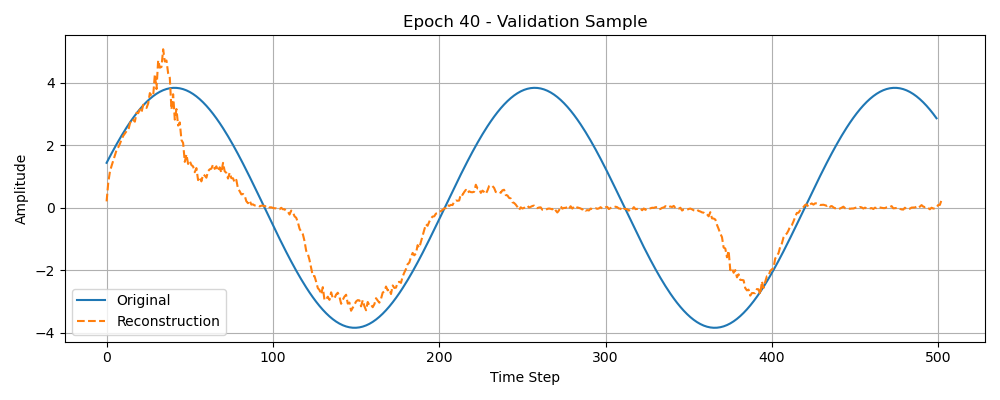 Epoch 40 - Validation Sample
Amplitude
4
2
0
−2
−4
Original
Reconstruction
0 100 200 300 400 500
Time Step